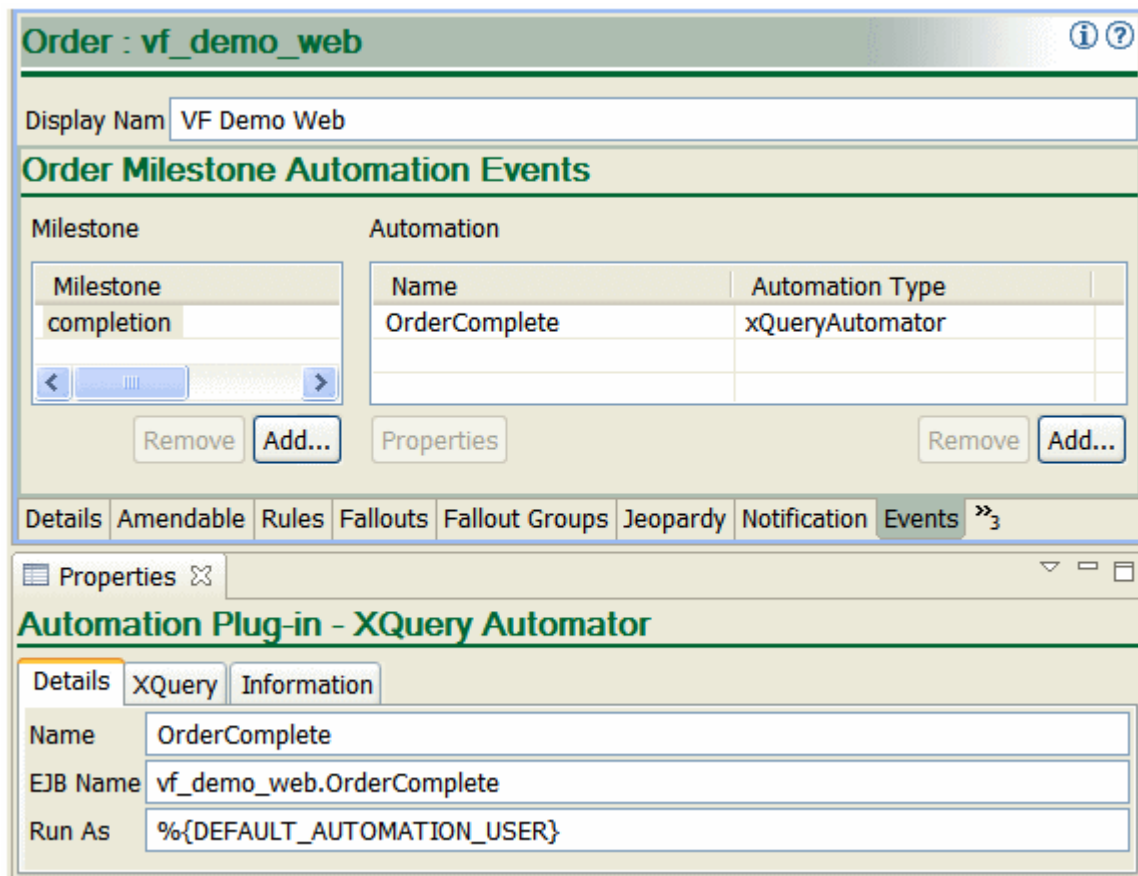 Order : vf_demo_web
Display Nam VF Demo Web
Order Milestone Automation Events
Milestone Automation
Milestone Name Automation Type
completion OrderComplete xQueryAutomator
Remove Add... Properties Remove Add...
Details Amendable Rules Fallouts Fallout Groups Jeopardy Notification Events »3
Properties
Automation Plug-in - XQuery Automator
Details XQuery Information
Name OrderComplete
EJB Name vf_demo_web.OrderComplete
Run As %{DEFAULT_AUTOMATION_USER}